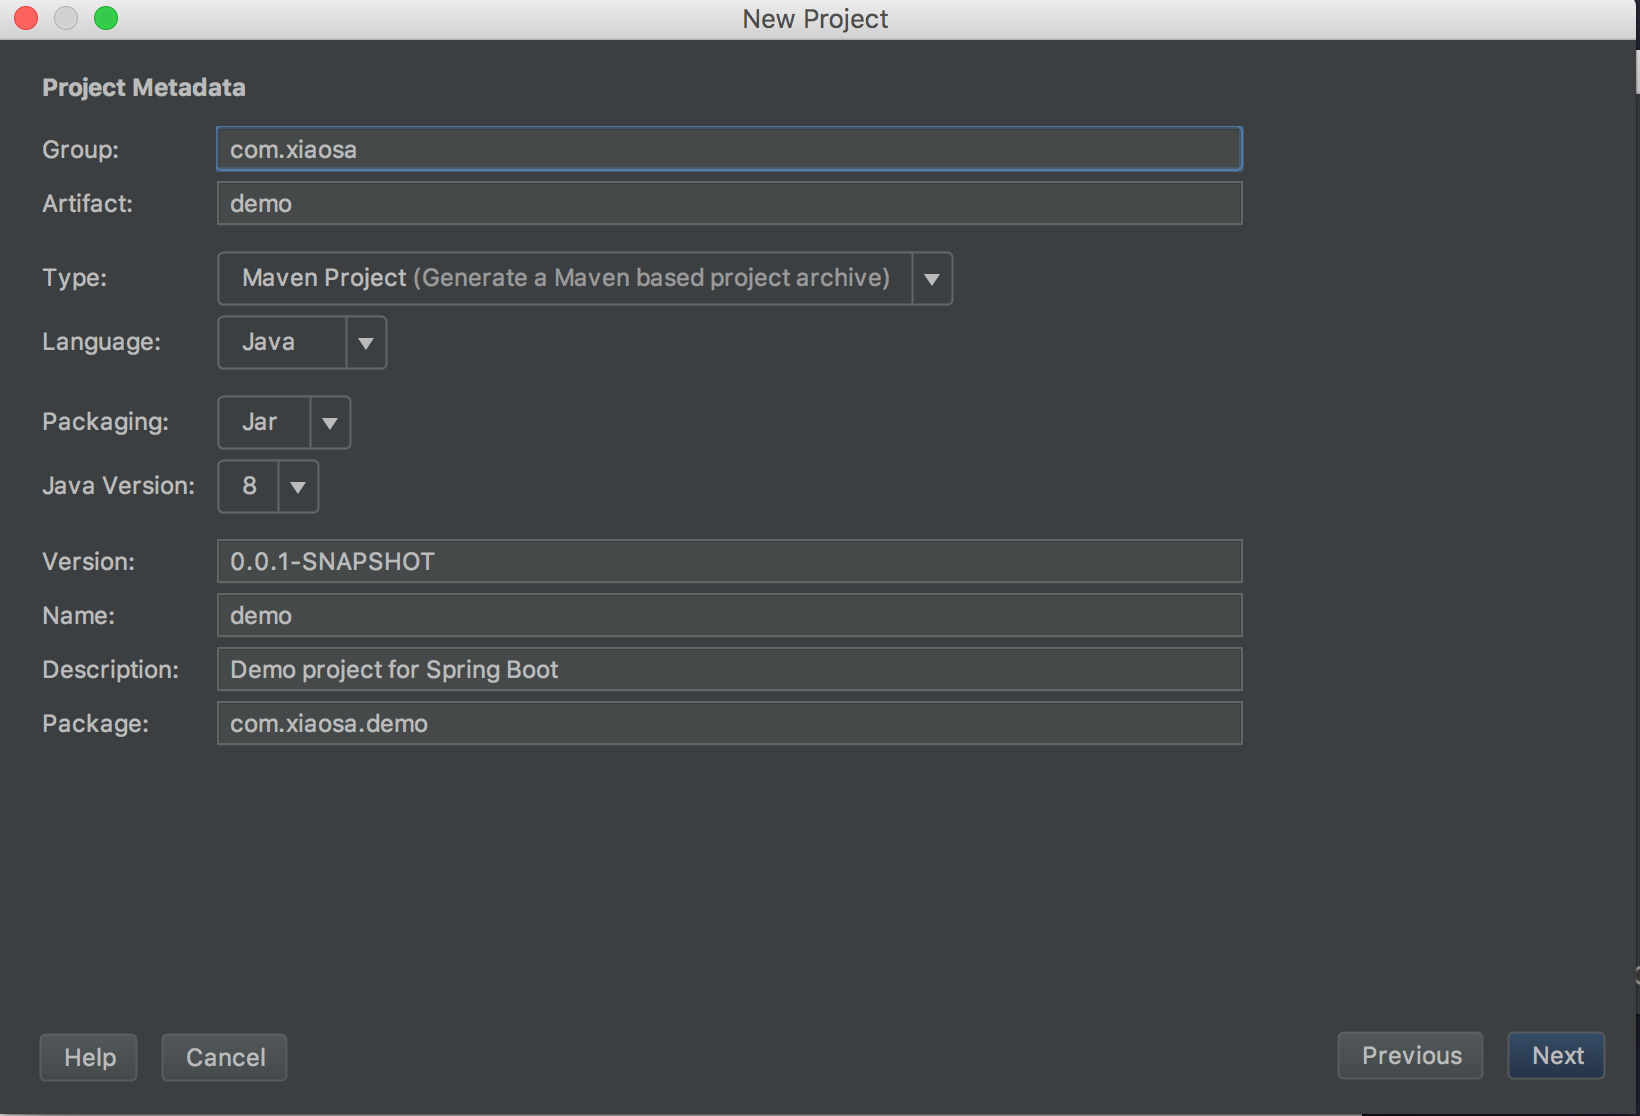 New Project
Project Metadata
Group: com.xiaosa
Artifact: demo
Type: Maven Project (Generate a Maven based project archive)
Language: Java
Packaging: Jar
Java Version: 8
Version: 0.0.1-SNAPSHOT
Name: demo
Description: Demo project for Spring Boot
Package: com.xiaosa.demo
Help Cancel Previous Next